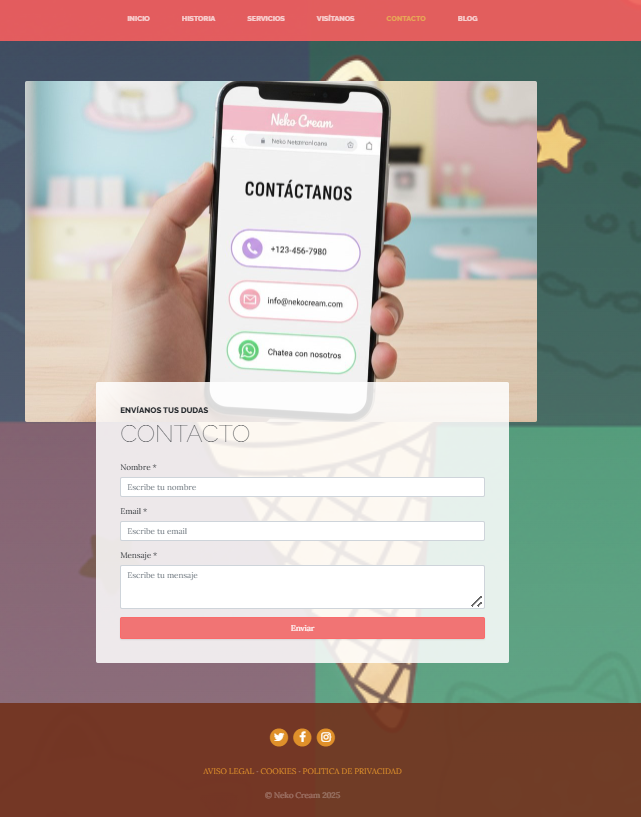 INICIO
HISTORIA
SERVICIOS
VISÍTANOS
CONTACTO
BLOG
Neko Cream
CONTÁCTANOS
+123-456-7980
info@nekocream.com
Chatea con nosotros
ENVÍANOS TUS DUDAS
CONTACTO
Nombre *
Escribe tu nombre
Email *
Escribe tu email
Mensaje *
Escribe tu mensaje
Enviar
AVISO LEGAL - COOKIES - POLITICA DE PRIVACIDAD
© Neko Cream 2025